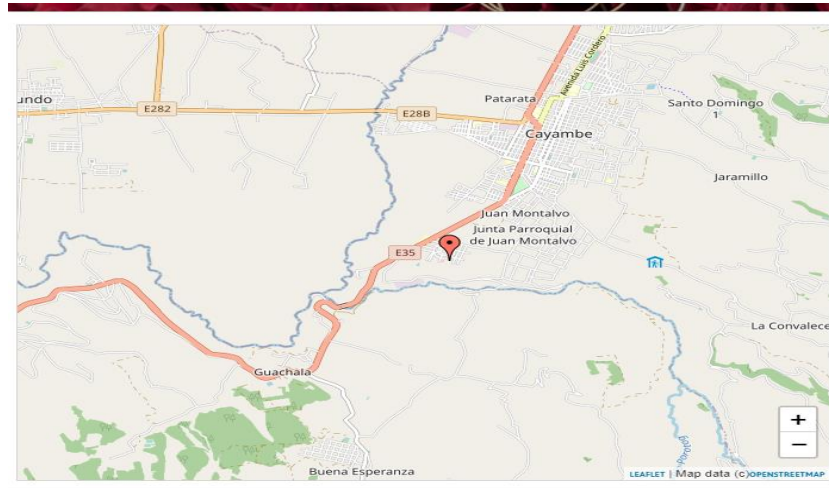 undo
E282
E28B
Patarata
Avenida Luis Cordero
Santo Domingo
1
Cayambe
Jaramillo
Juan Montalvo
Junta Parroquial
de Juan Montalvo
E35
La Convalece
Guachala
Buena Esperanza
Poroto
+
−
LEAFLET | Map data (c)OPENSTREETMAP